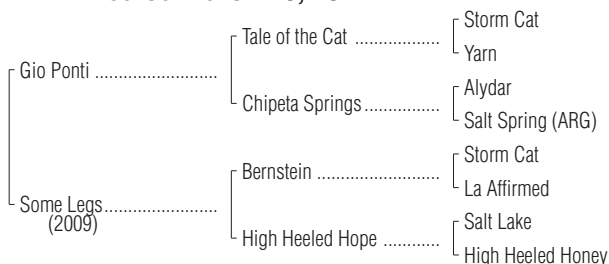 Storm Cat
Tale of the Cat ......................
Yarn
Gio Ponti ...............................
Alydar
Chipeta Springs ....................
Salt Spring (ARG)
Storm Cat
Bernstein ...............................
La Affirmed
Some Legs .............................
(2009)
Salt Lake
High Heeled Hope ...............
High Heeled Honey